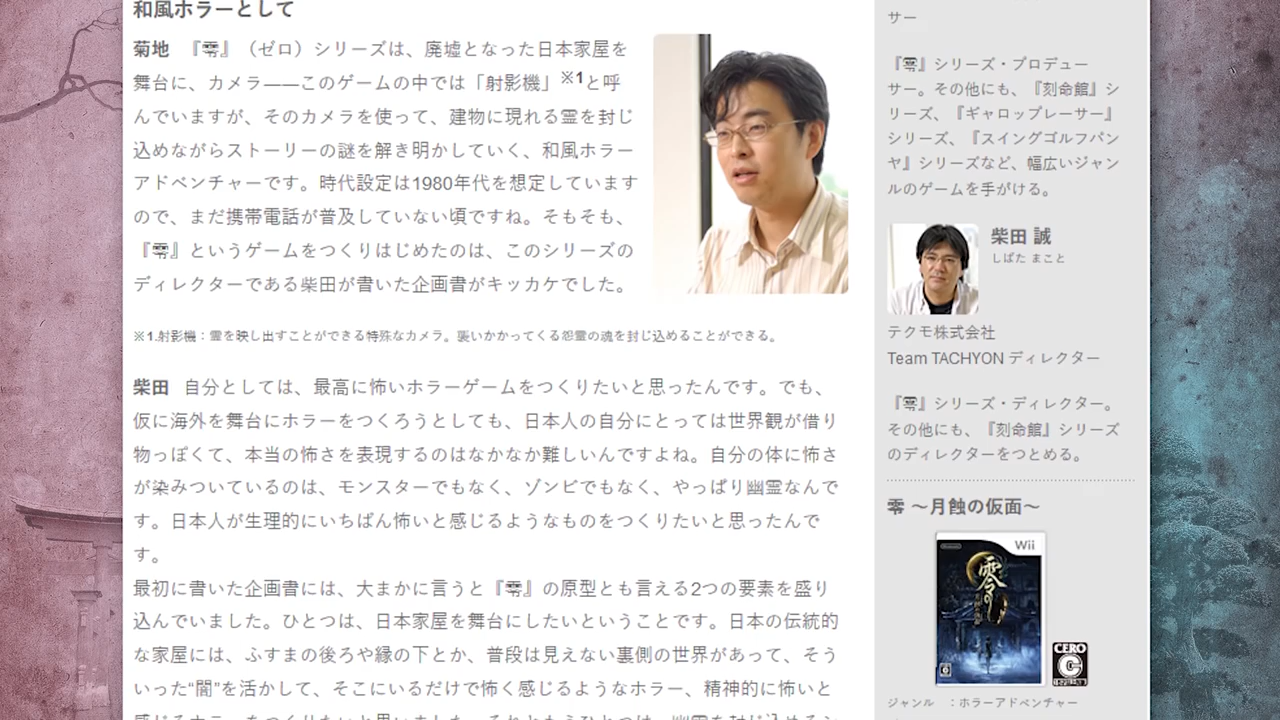 和風ホラーとして
菊地　『零』（ゼロ）シリーズは、廃墟となった日本家屋を
舞台に、カメラ――このゲームの中では「射影機」※1と呼
んでいますが、そのカメラを使って、建物に現れる霊を封じ
込めながらストーリーの謎を解き明かしていく、和風ホラー
アドベンチャーです。時代設定は1980年代を想定しています
ので、まだ携帯電話が普及していない頃ですね。そもそも、
『零』というゲームをつくりはじめたのは、このシリーズの
ディレクターである柴田が書いた企画書がキッカケでした。
※1.射影機：霊を映し出すことができる特殊なカメラ。襲いかかってくる怨霊の魂を封じ込めることができる。
柴田　自分としては、最高に怖いホラーゲームをつくりたいと思ったんです。でも、
仮に海外を舞台にホラーをつくろうとしても、日本人の自分にとっては世界観が借り
物っぽくて、本当の怖さを表現するのはなかなか難しいんですよね。自分の体に怖さ
が染みついているのは、モンスターでもなく、ゾンビでもなく、やっぱり幽霊なんで
す。日本人が生理的にいちばん怖いと感じるようなものをつくりたいと思ったんで
す。
最初に書いた企画書には、大まかに言うと『零』の原型とも言える2つの要素を盛り
込んでいました。ひとつは、日本家屋を舞台にしたいということです。日本の伝統的
な家屋には、ふすまの後ろや縁の下とか、普段は見えない裏側の世界があって、そう
いった“闇”を活かして、そこにいるだけで怖く感じるようなホラー、精神的に怖いと
感じるホラーをつくりたいと思いました。それともうひとつは、幽霊を封じ込める
サー
『零』シリーズ・プロデュー
サー。その他にも、『刻命館』シ
リーズ、『ギャロップレーサー』
シリーズ、『スイングゴルフパン
ヤ』シリーズなど、幅広いジャン
ルのゲームを手がける。
柴田 誠
しばた まこと
テクモ株式会社
Team TACHYON ディレクター
『零』シリーズ・ディレクター。
その他にも、『刻命館』シリーズ
のディレクターをつとめる。
零 ～月蝕の仮面～
Wii
零
CERO
C
ジャンル　：ホラーアドベンチャー